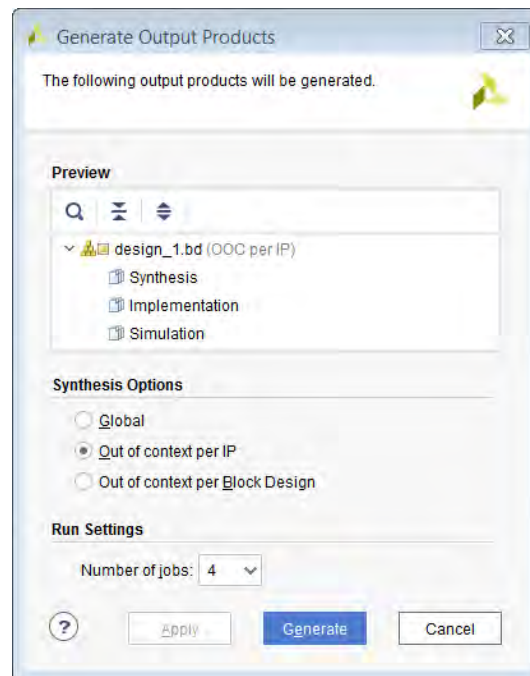 Generate Output Products
The following output products will be generated.
Preview
design_1.bd (OOC per IP)
Synthesis
Implementation
Simulation
Synthesis Options
Global
Out of context per IP
Out of context per Block Design
Run Settings
Number of jobs: 4
? Apply Generate Cancel